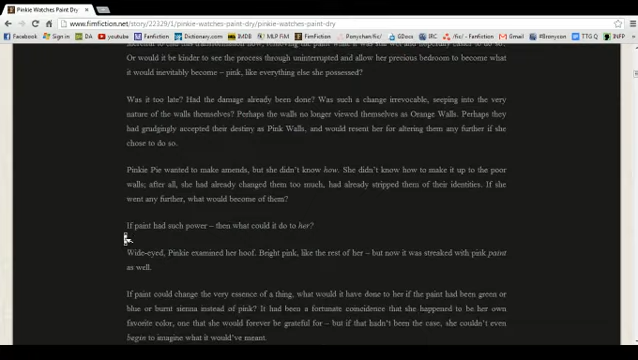 Pinkie Watches Paint Dry
www.fimfiction.net/story/22329/1/pinkie-watches-paint-dry/pinkie-watches-paint-dry
Facebook Sign in youtube Fanfiction Dictionary IMDB MLP FiM Gmail Ponychan /fic/ - Fanfiction #Bronycon TTG Q INFP
Or would it be kinder to see the process through uninterrupted and allow her precious bedroom to become what
it would inevitably become – pink, like everything else she possessed?
Was it too late? Had the damage already been done? Was such a change irrevocable, seeping into the very
nature of the walls themselves? Perhaps the walls no longer viewed themselves as Orange Walls. Perhaps they
had grudgingly accepted their destiny as Pink Walls, and would resent her for altering them any further if she
chose to do so.
Pinkie Pie wanted to make amends, but she didn't know how. She didn't know how to make it up to the poor
walls; after all, she had already changed them too much, had already stripped them of their identities. If she
went any further, what would become of them?
If paint had such power – then what could it do to her?
Wide-eyed, Pinkie examined her hoof. Bright pink, like the rest of her – but now it was streaked with pink paint
as well.
If paint could change the very essence of a thing, what would it have done to her if the paint had been green or
blue or burnt sienna instead of pink? It had been a fortunate coincidence that she happened to be her own
favorite color, one that she would forever be grateful for – but if that hadn't been the case, she couldn't even
begin to imagine what it would've meant.